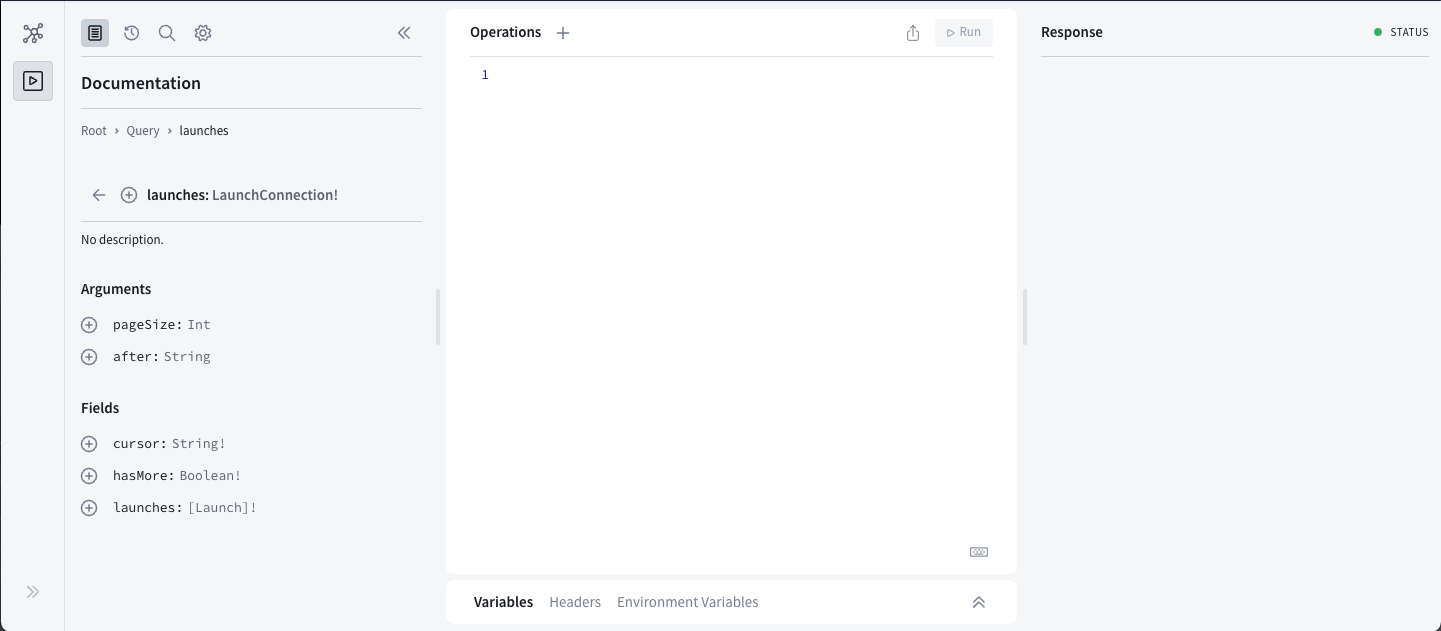 Documentation
Root › Query › launches
launches: LaunchConnection!
No description.
Arguments
pageSize: Int
after: String
Fields
cursor: String!
hasMore: Boolean!
launches: [Launch]!
Operations
Run
1
Variables Headers Environment Variables
Response
STATUS